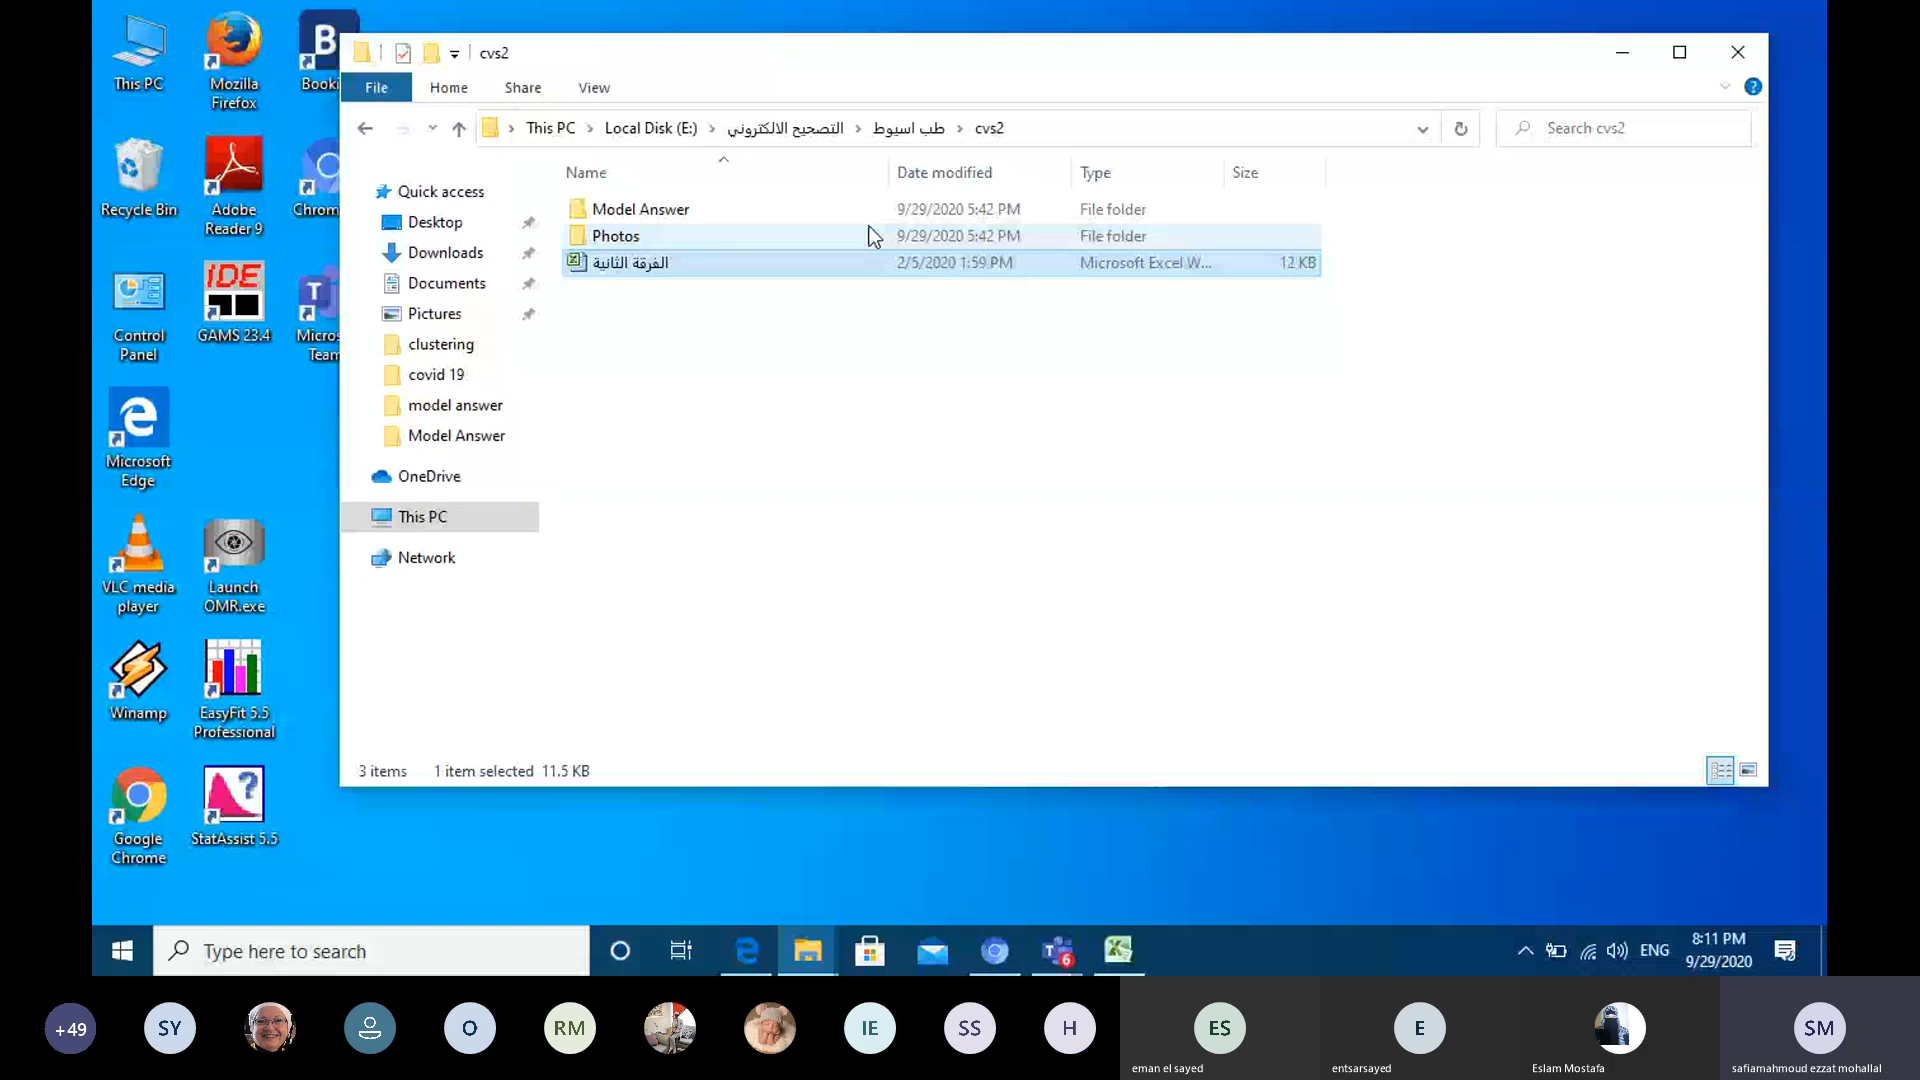 This PC
Mozilla
Firefox
Booki
Recycle Bin
Adobe
Reader 9
Chrom
Control
Panel
IDE
GAMS 23.4
Micros
Team
Microsoft
Edge
VLC media
player
Launch
OMR.exe
Winamp
EasyFit 5.5
Professional
Google
Chrome
StatAssist 5.5
cvs2
File
Home
Share
View
This PC
Local Disk (E:)
التصحيح الالكتروني
طب اسيوط
cvs2
Search cvs2
Name
Date modified
Type
Size
Quick access
Desktop
Downloads
Documents
Pictures
clustering
covid 19
model answer
Model Answer
OneDrive
This PC
Network
Model Answer 9/29/2020 5:42 PM File folder
Photos 9/29/2020 5:42 PM File folder
الفرقة الثانية 2/5/2020 1:59 PM Microsoft Excel W... 12 KB
3 items 1 item selected 11.5 KB
Type here to search
6
ENG
8:11 PM
9/29/2020
+49
SY
O
RM
IE
SS
H
ES
eman el sayed
E
entsarsayed
Eslam Mostafa
SM
safiamahmoud ezzat mohallal